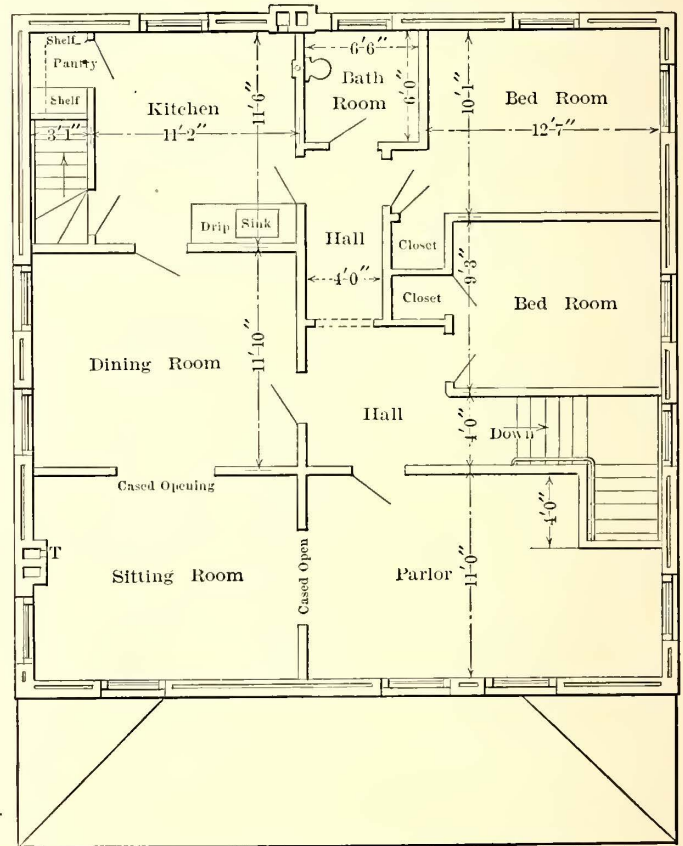 Shelf
Pantry
Shelf
Kitchen
3'1"
11'2"
11'6"
6'6"
Bath
Room
6'0"
10'1"
Bed Room
12'7"
Drip
Sink
Hall
4'0"
Closet
Closet
9'3"
Bed Room
Dining Room
11'10"
Hall
4'0"
Down
Cased Opening
T
Sitting Room
Cased Open
Parlor
11'0"
4'0"